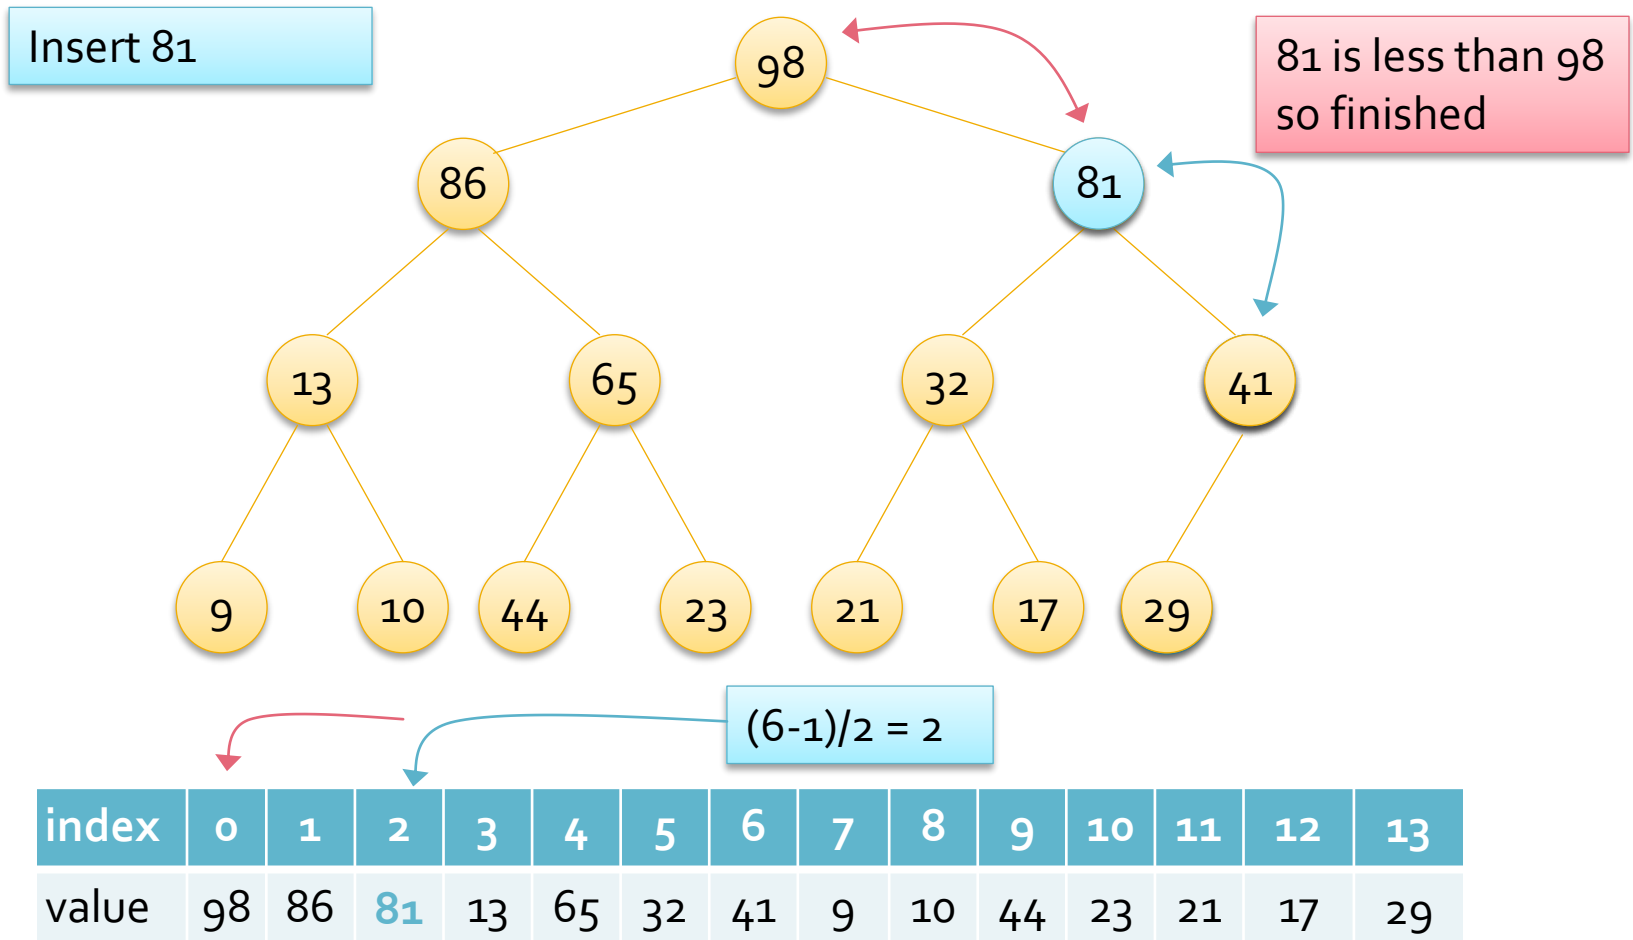 Insert 81
98
81 is less than 98
so finished
86
81
13
65
32
41
9
10
44
23
21
17
29
(6-1)/2 = 2
index 0 1 2 3 4 5 6 7 8 9 10 11 12 13
value 98 86 81 13 65 32 41 9 10 44 23 21 17 29